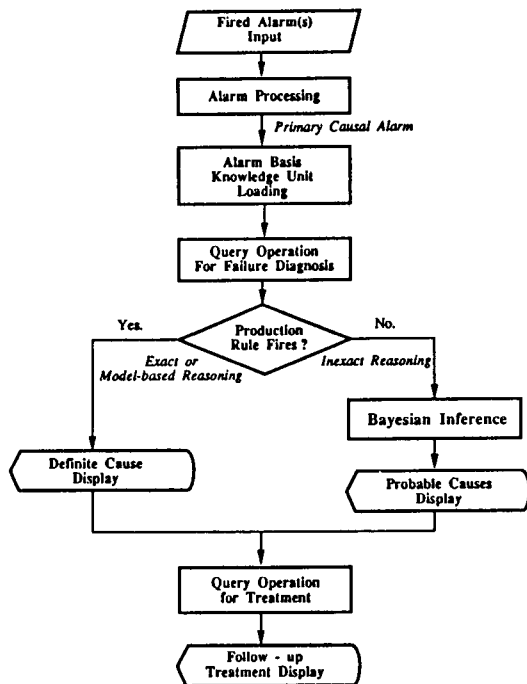 Fired Alarm(s)
Input
Alarm Processing
Primary Causal Alarm
Alarm Basis
Knowledge Unit
Loading
Query Operation
For Failure Diagnosis
Yes.
Production
Rule Fires ?
No.
Exact or
Model-based Reasoning
Inexact Reasoning
Bayesian Inference
Definite Cause
Display
Probable Causes
Display
Query Operation
for Treatment
Follow - up
Treatment Display